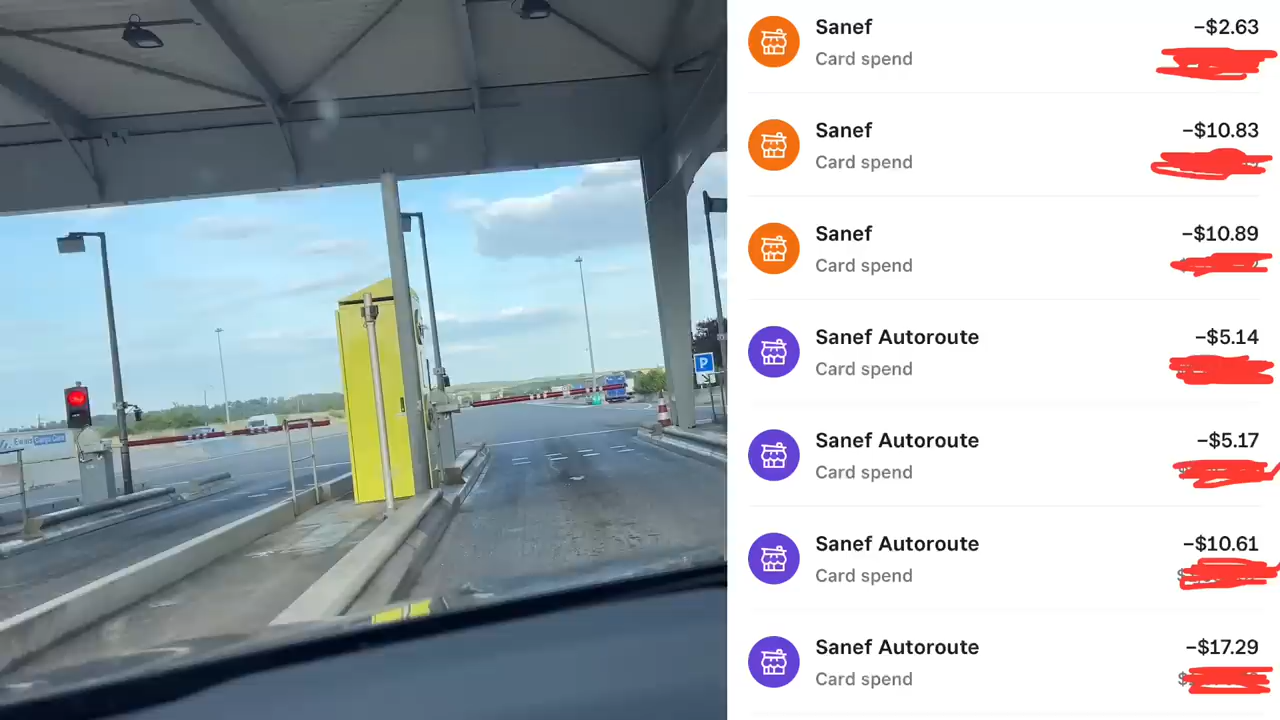 P
Sanef
−$2.63
Card spend
Sanef
−$10.83
Card spend
Sanef
−$10.89
Card spend
Sanef Autoroute
−$5.14
Card spend
Sanef Autoroute
−$5.17
Card spend
Sanef Autoroute
−$10.61
Card spend
Sanef Autoroute
−$17.29
Card spend